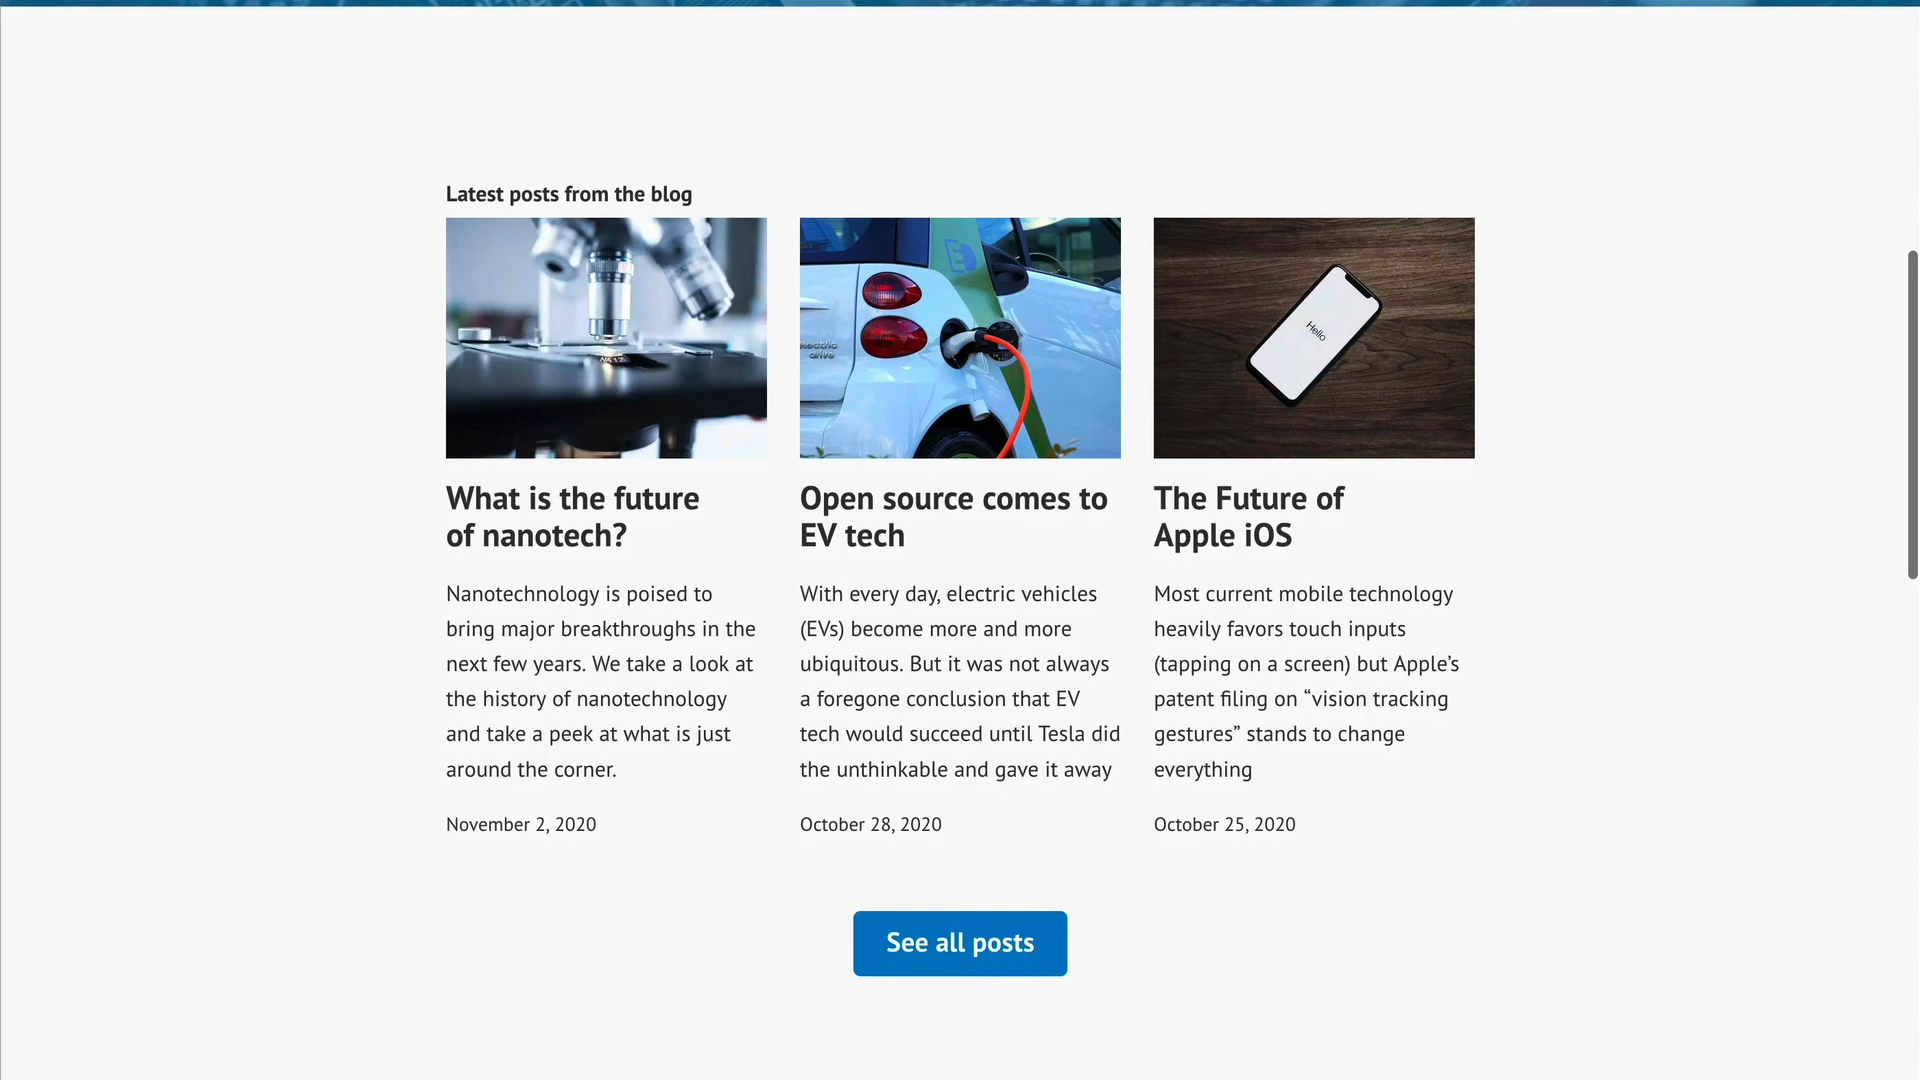 Latest posts from the blog
electric
drive
Hello
What is the future
of nanotech?
Nanotechnology is poised to
bring major breakthroughs in the
next few years. We take a look at
the history of nanotechnology
and take a peek at what is just
around the corner.
November 2, 2020
Open source comes to
EV tech
With every day, electric vehicles
(EVs) become more and more
ubiquitous. But it was not always
a foregone conclusion that EV
tech would succeed until Tesla did
the unthinkable and gave it away
October 28, 2020
The Future of
Apple iOS
Most current mobile technology
heavily favors touch inputs
(tapping on a screen) but Apple’s
patent filing on “vision tracking
gestures” stands to change
everything
October 25, 2020
See all posts